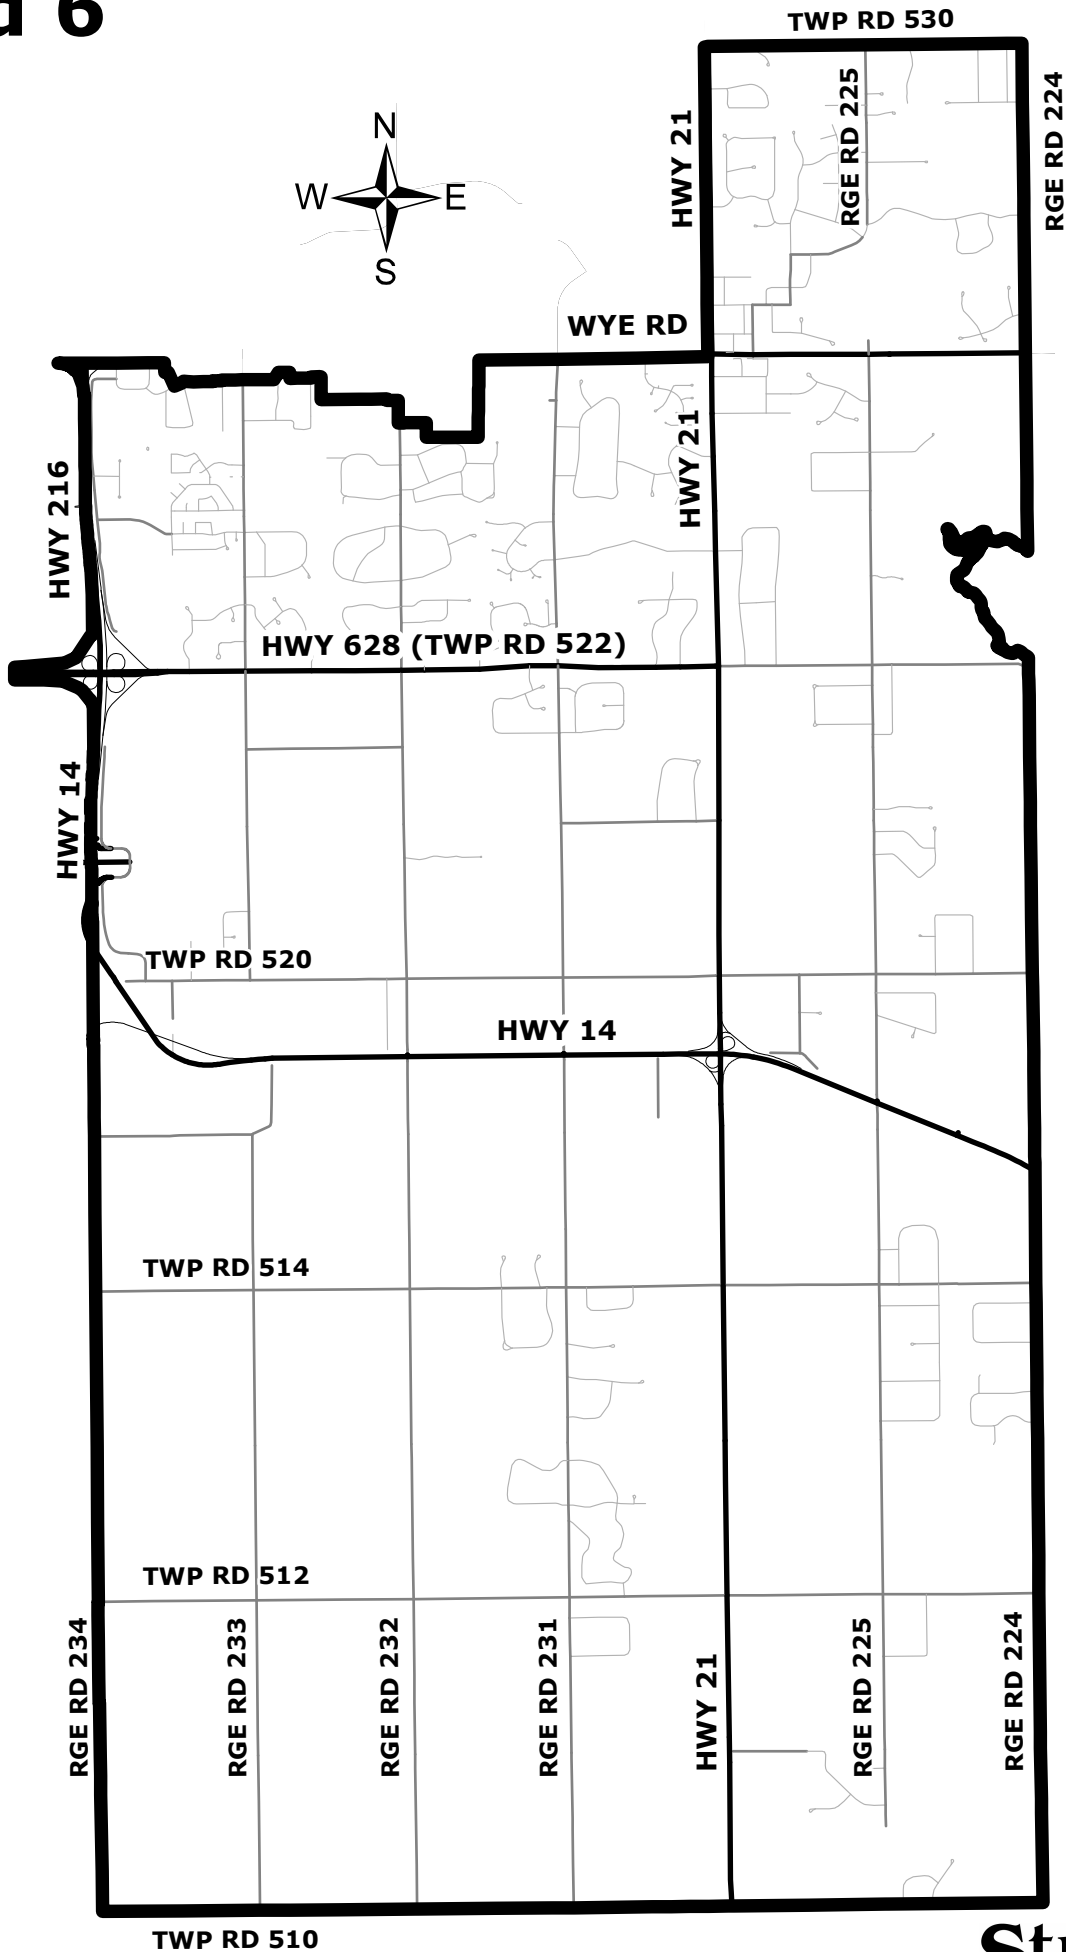 6
TWP RD 530
HWY 21
RGE RD 225
RGE RD 224
N
W
E
S
WYE RD
HWY 21
HWY 216
HWY 628 (TWP RD 522)
HWY 14
TWP RD 520
HWY 14
TWP RD 514
TWP RD 512
RGE RD 234
RGE RD 233
RGE RD 232
RGE RD 231
HWY 21
RGE RD 225
RGE RD 224
TWP RD 510